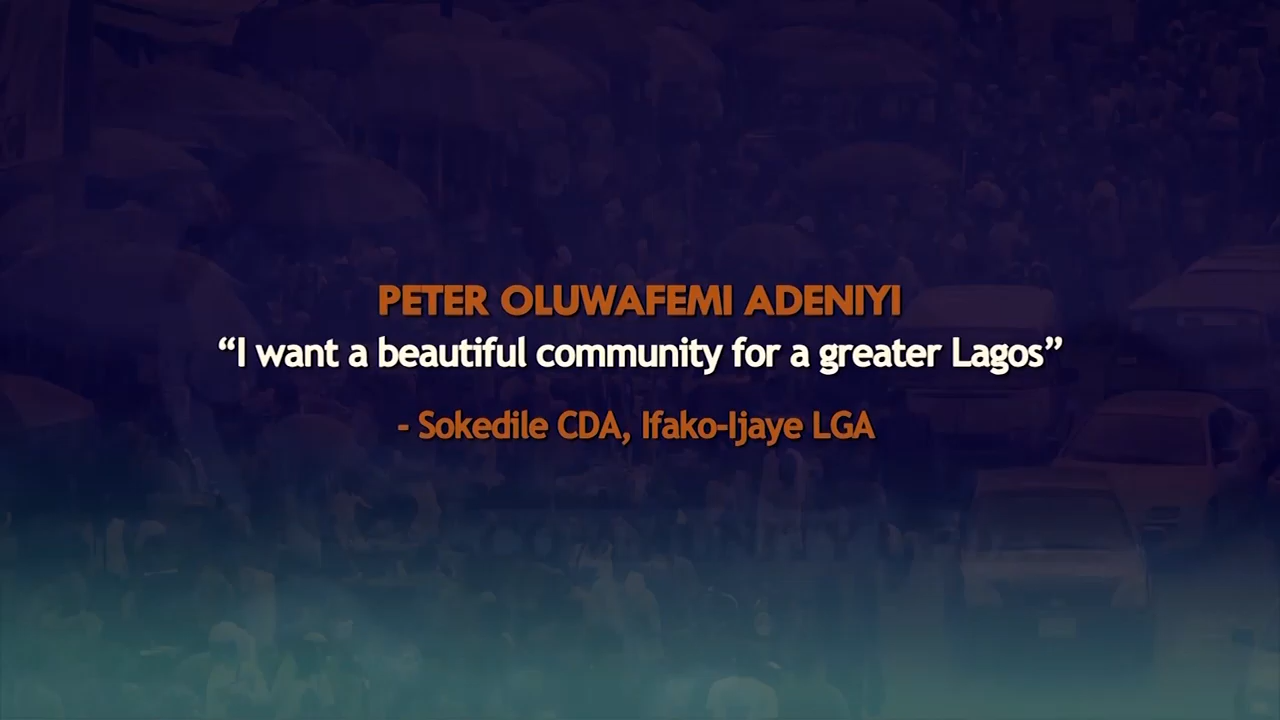 PETER OLUWAFEMI ADENIYI
“I want a beautiful community for a greater Lagos”
- Sokedile CDA, Ifako-Ijaye LGA